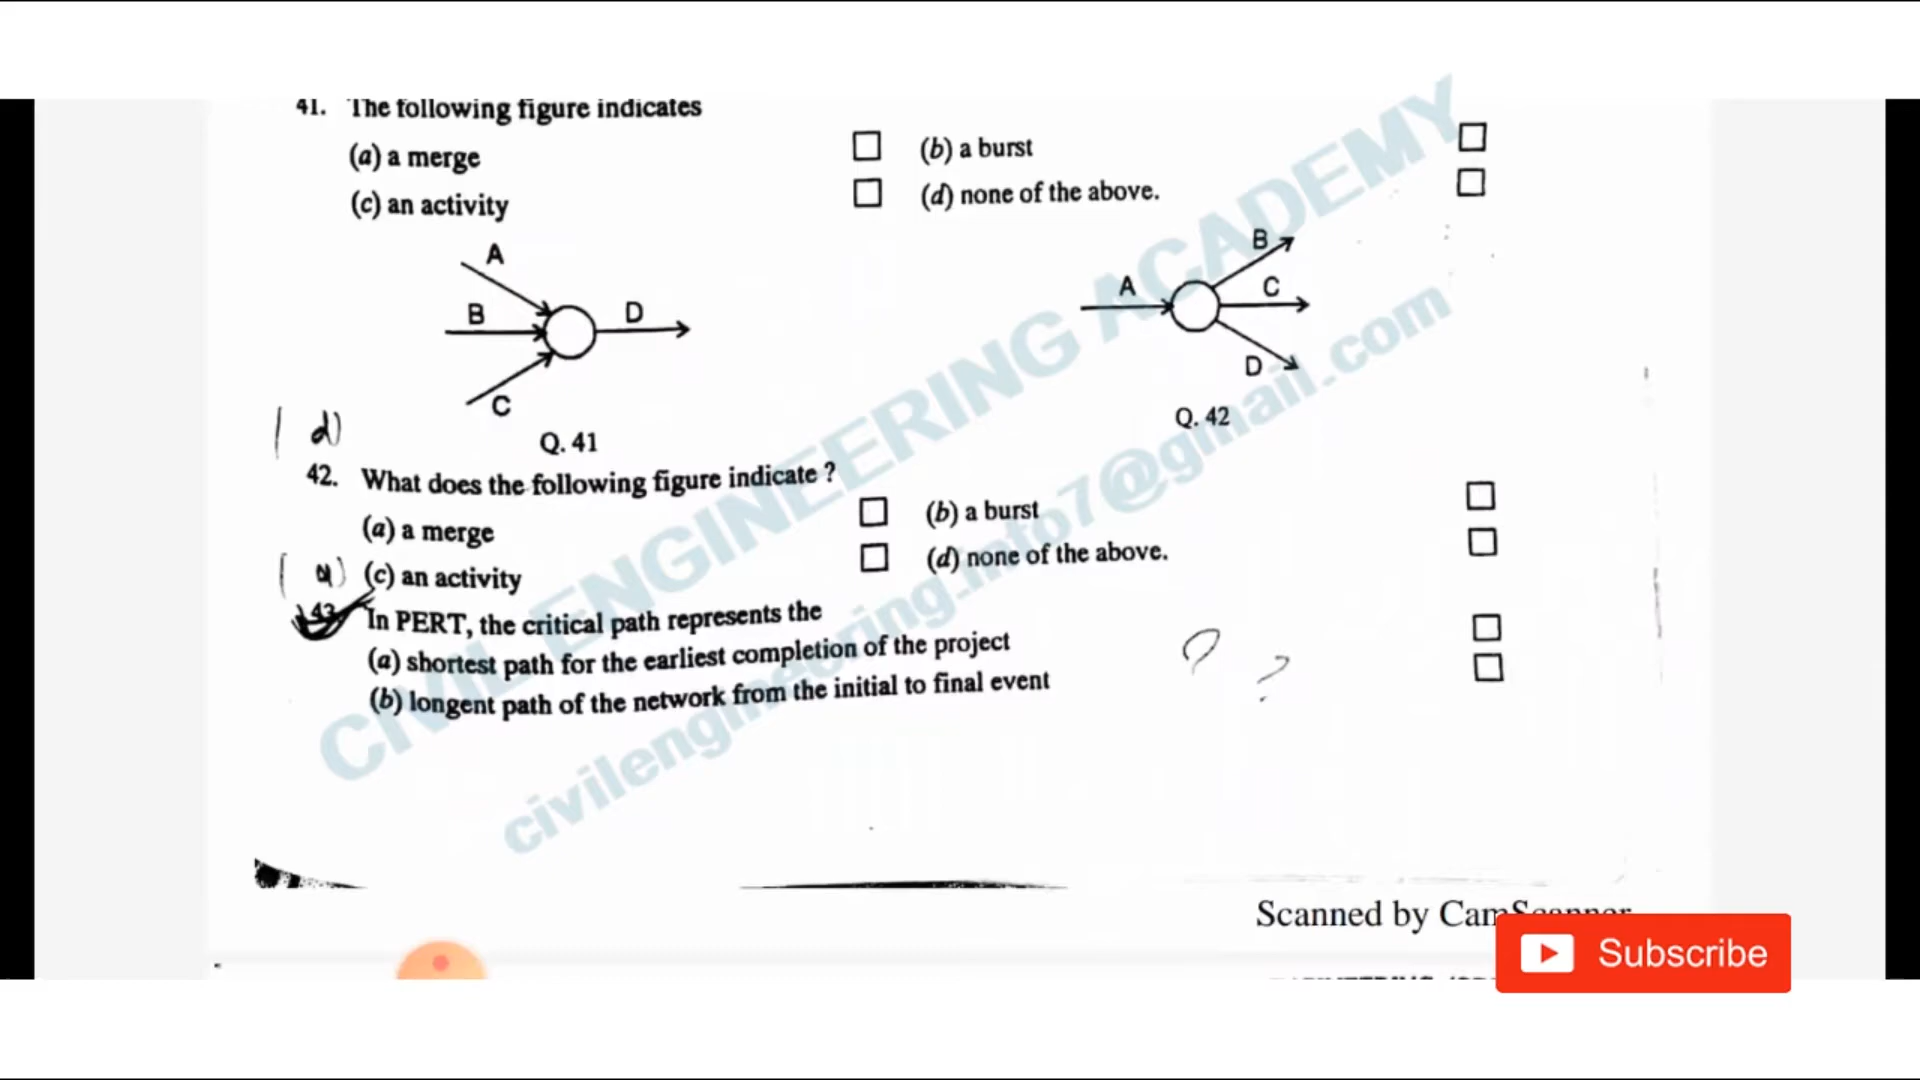 41. The following figure indicates
(a) a merge
(b) a burst
(c) an activity
(d) none of the above.
A
B
C
D
Q. 41
A
B
C
D
Q. 42
d)
42. What does the following figure indicate ?
(a) a merge
(b) a burst
(c) an activity
(d) none of the above.
43. In PERT, the critical path represents the
(a) shortest path for the earliest completion of the project
(b) longent path of the network from the initial to final event
? ?
CIVIL ENGINEERING ACADEMY
civilengineering.info7@gmail.com
Scanned by CamScanner
Subscribe